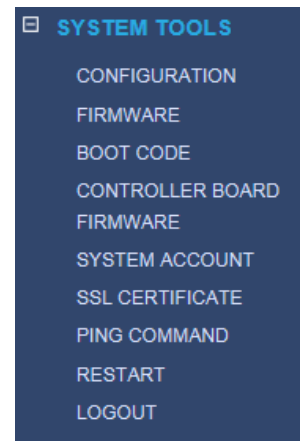 SYSTEM TOOLS
CONFIGURATION
FIRMWARE
BOOT CODE
CONTROLLER BOARD
FIRMWARE
SYSTEM ACCOUNT
SSL CERTIFICATE
PING COMMAND
RESTART
LOGOUT